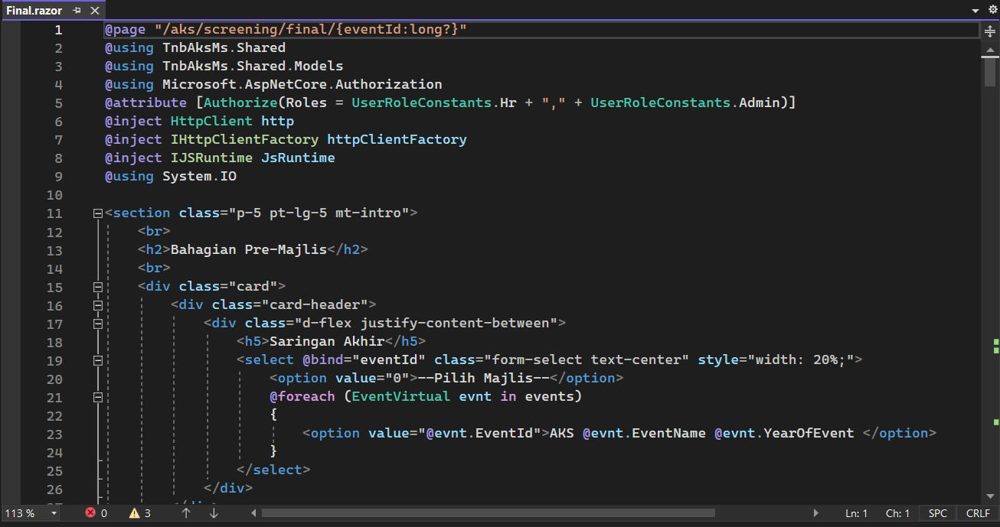 Final.razor
1 @page "/aks/screening/final/{eventId:long?}"
2 @using TnbAksMs.Shared
3 @using TnbAksMs.Shared.Models
4 @using Microsoft.AspNetCore.Authorization
5 @attribute [Authorize(Roles = UserRoleConstants.Hr + "," + UserRoleConstants.Admin)]
6 @inject HttpClient http
7 @inject IHttpClientFactory httpClientFactory
8 @inject IJSRuntime JsRuntime
9 @using System.IO
10
11 <section class="p-5 pt-lg-5 mt-intro">
12 <br>
13 <h2>Bahagian Pre-Majlis</h2>
14 <br>
15 <div class="card">
16 <div class="card-header">
17 <div class="d-flex justify-content-between">
18 <h5>Saringan Akhir</h5>
19 <select @bind="eventId" class="form-select text-center" style="width: 20%;">
20 <option value="0">--Pilih Majlis--</option>
21 @foreach (EventVirtual evnt in events)
22 {
23 <option value="@evnt.EventId">AKS @evnt.EventName @evnt.YearOfEvent </option>
24 }
25 </select>
26 </div>
113 % 0 3 Ln: 1 Ch: 1 SPC CRLF